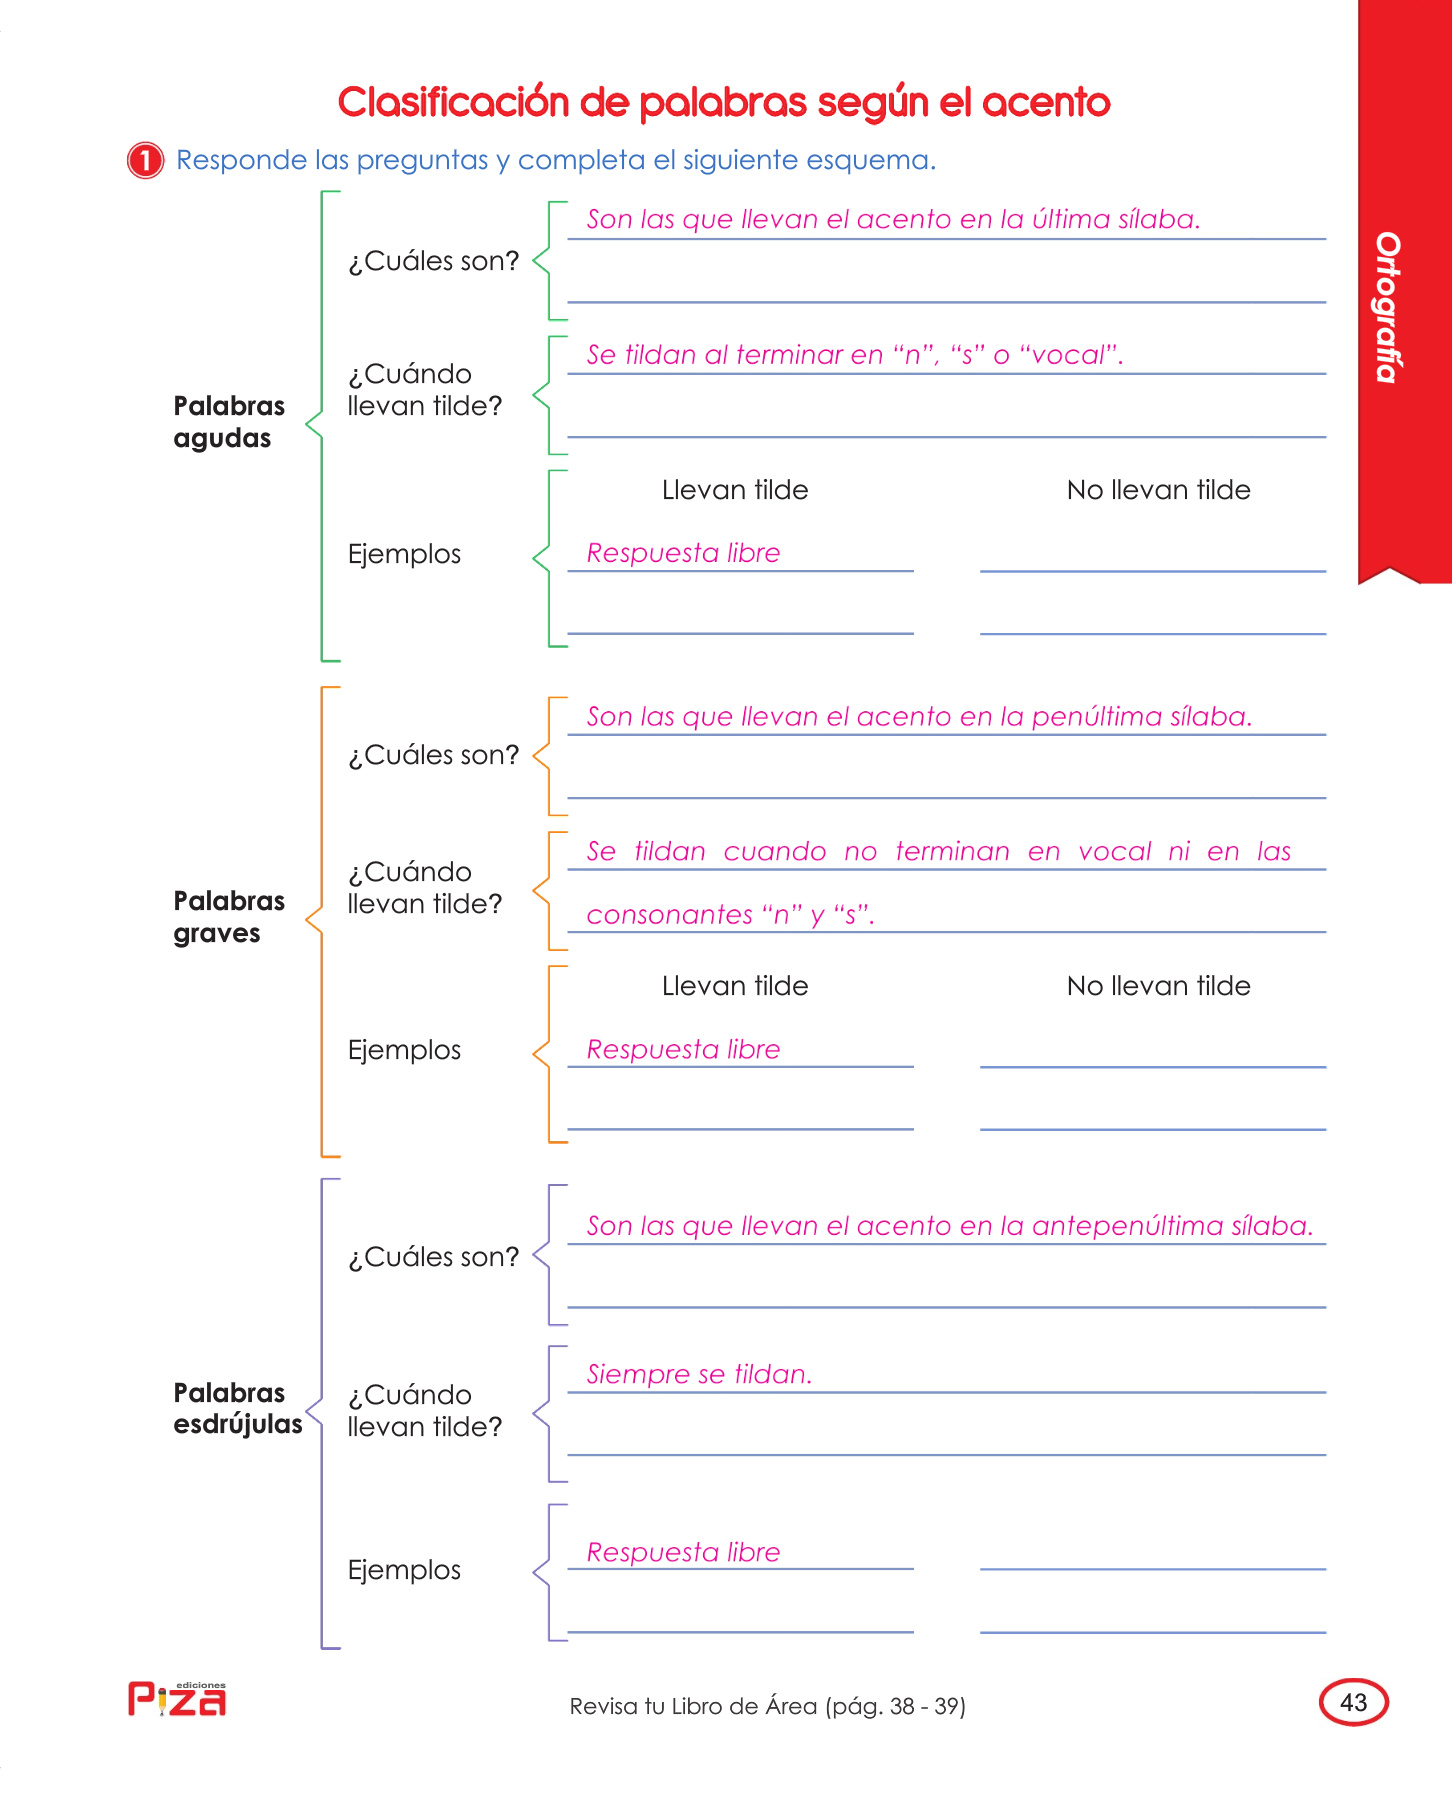 Clasificación de palabras según el acento
1 Responde las preguntas y completa el siguiente esquema.
Ortografía
Palabras
agudas
¿Cuáles son?
Son las que llevan el acento en la última sílaba.
¿Cuándo
llevan tilde?
Se tildan al terminar en “n”, “s” o “vocal”.
Ejemplos
Llevan tilde
No llevan tilde
Respuesta libre
Palabras
graves
¿Cuáles son?
Son las que llevan el acento en la penúltima sílaba.
¿Cuándo
llevan tilde?
Se tildan cuando no terminan en vocal ni en las
consonantes “n” y “s”.
Ejemplos
Llevan tilde
No llevan tilde
Respuesta libre
Palabras
esdrújulas
¿Cuáles son?
Son las que llevan el acento en la antepenúltima sílaba.
¿Cuándo
llevan tilde?
Siempre se tildan.
Ejemplos
Respuesta libre
ediciones
Piza
Revisa tu Libro de Área (pág. 38 - 39)
43